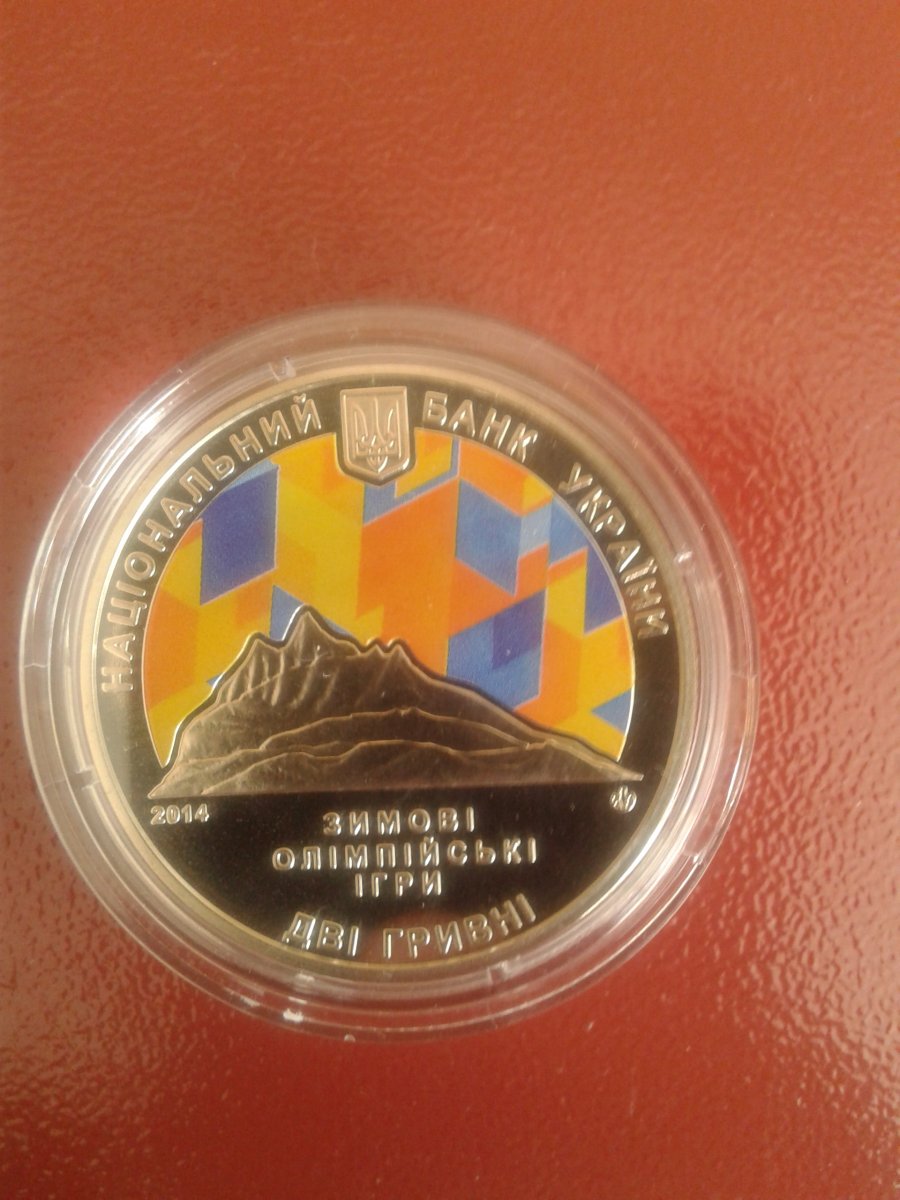 НАЦІОНАЛЬНИЙ БАНК УКРАЇНИ
2014
ЗИМОВІ
ОЛІМПІЙСЬКІ
ІГРИ
ДВІ ГРИВНІ